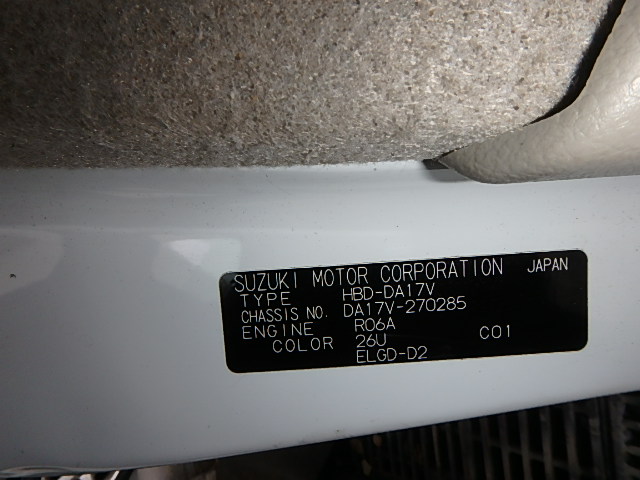 SUZUKI MOTOR CORPORATION JAPAN
TYPE HBD-DA17V
CHASSIS NO. DA17V-270285
ENGINE R06A
COLOR 26U C01
ELGD-D2